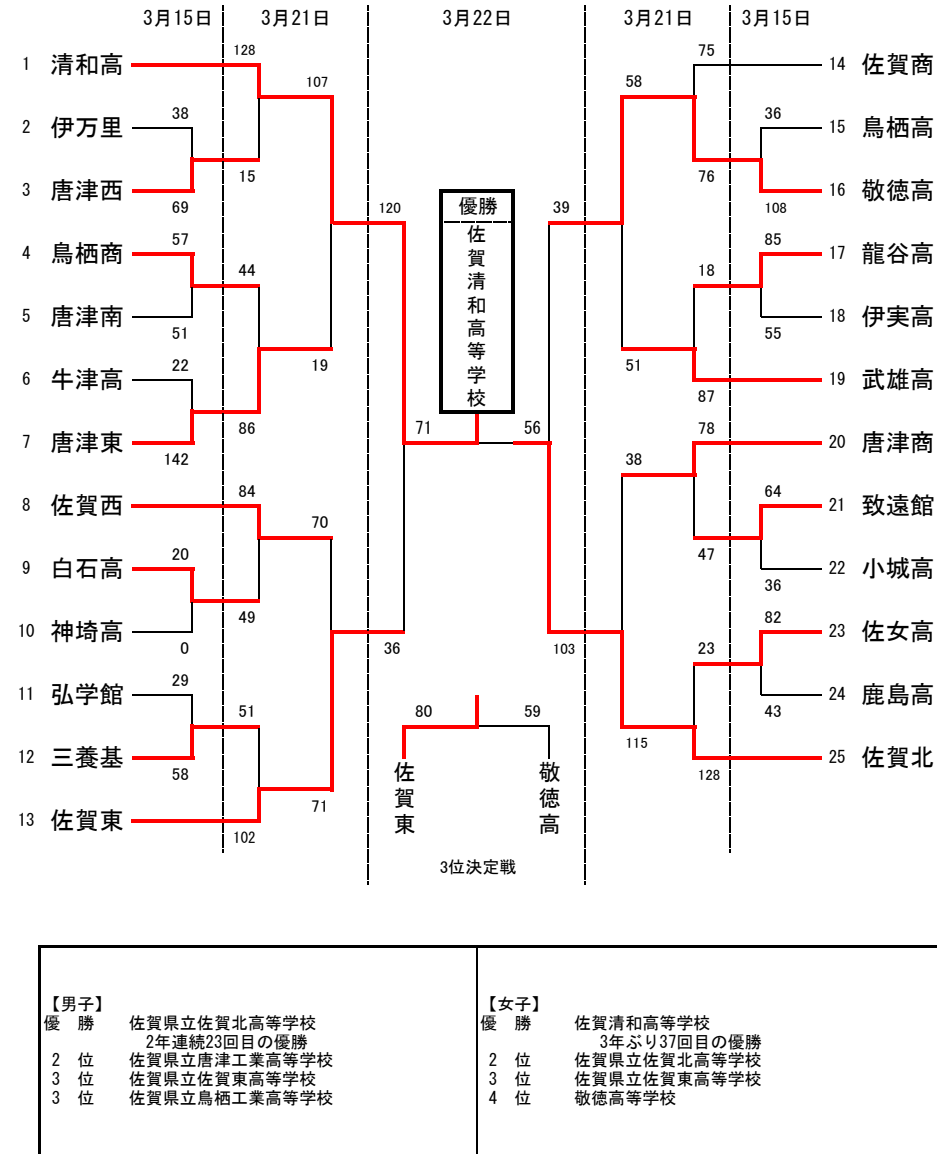 3月15日 3月21日 3月22日 3月21日 3月15日
128 75
1 清和高 107 58 14 佐賀商
38 36
2 伊万里 15 鳥栖高
15 76
3 唐津西 16 敬徳高
69 120 優勝 39 108
佐賀清和高等学校
57 85
4 鳥栖商 17 龍谷高
44 18
5 唐津南 18 伊実高
51 55
22 19 51
6 牛津高 19 武雄高
86 87
71 56 78
7 唐津東 20 唐津商
142 38
84 64
8 佐賀西 70 21 致遠館
20 47
9 白石高 22 小城高
49 36
82
10 神埼高 23 佐女高
0 36 103 23
29
11 弘学館 24 鹿島高
51 80 59 43
115
12 三養基 25 佐賀北
58 128
佐賀東 敬徳高
71
13 佐賀東
102
3位決定戦
【男子】
優 勝 佐賀県立佐賀北高等学校
2年連続23回目の優勝
2 位 佐賀県立唐津工業高等学校
3 位 佐賀県立佐賀東高等学校
3 位 佐賀県立鳥栖工業高等学校
【女子】
優 勝 佐賀清和高等学校
3年ぶり37回目の優勝
2 位 佐賀県立佐賀北高等学校
3 位 佐賀県立佐賀東高等学校
4 位 敬徳高等学校